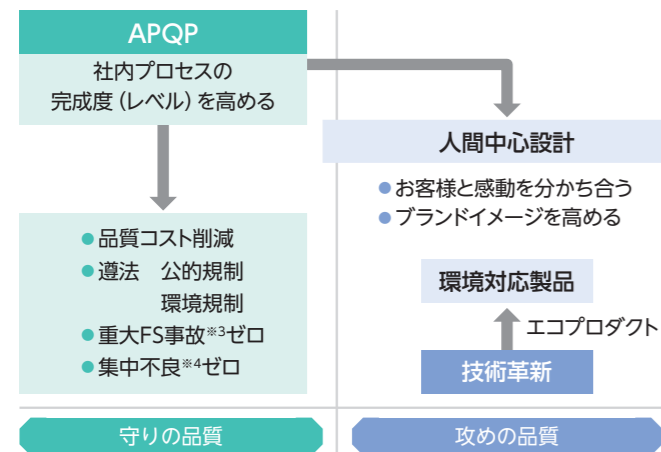 APQP
社内プロセスの
完成度（レベル）を高める
●品質コスト削減
●遵法　公的規制
環境規制
●重大FS事故※3ゼロ
●集中不良※4ゼロ
守りの品質
人間中心設計
●お客様と感動を分かち合う
●ブランドイメージを高める
環境対応製品
エコプロダクト
技術革新
攻めの品質